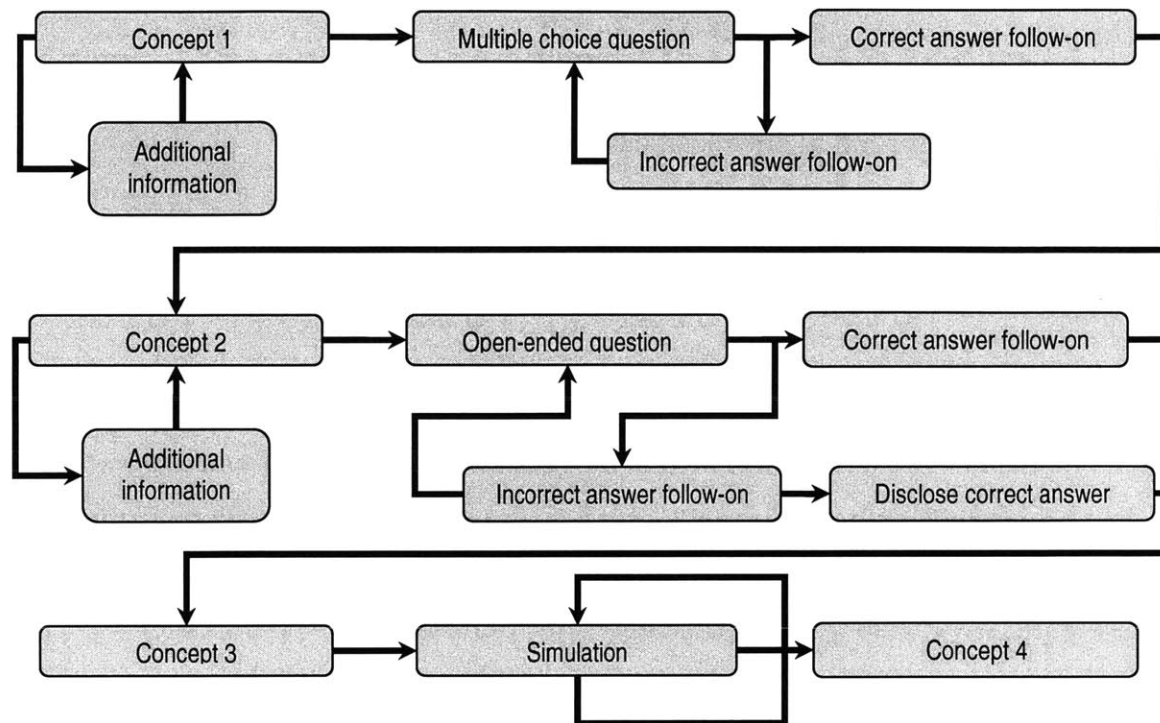 Concept 1
Multiple choice question
Correct answer follow-on
Additional
information
Incorrect answer follow-on
Concept 2
Open-ended question
Correct answer follow-on
Additional
information
Incorrect answer follow-on
Disclose correct answer
Concept 3
Simulation
Concept 4